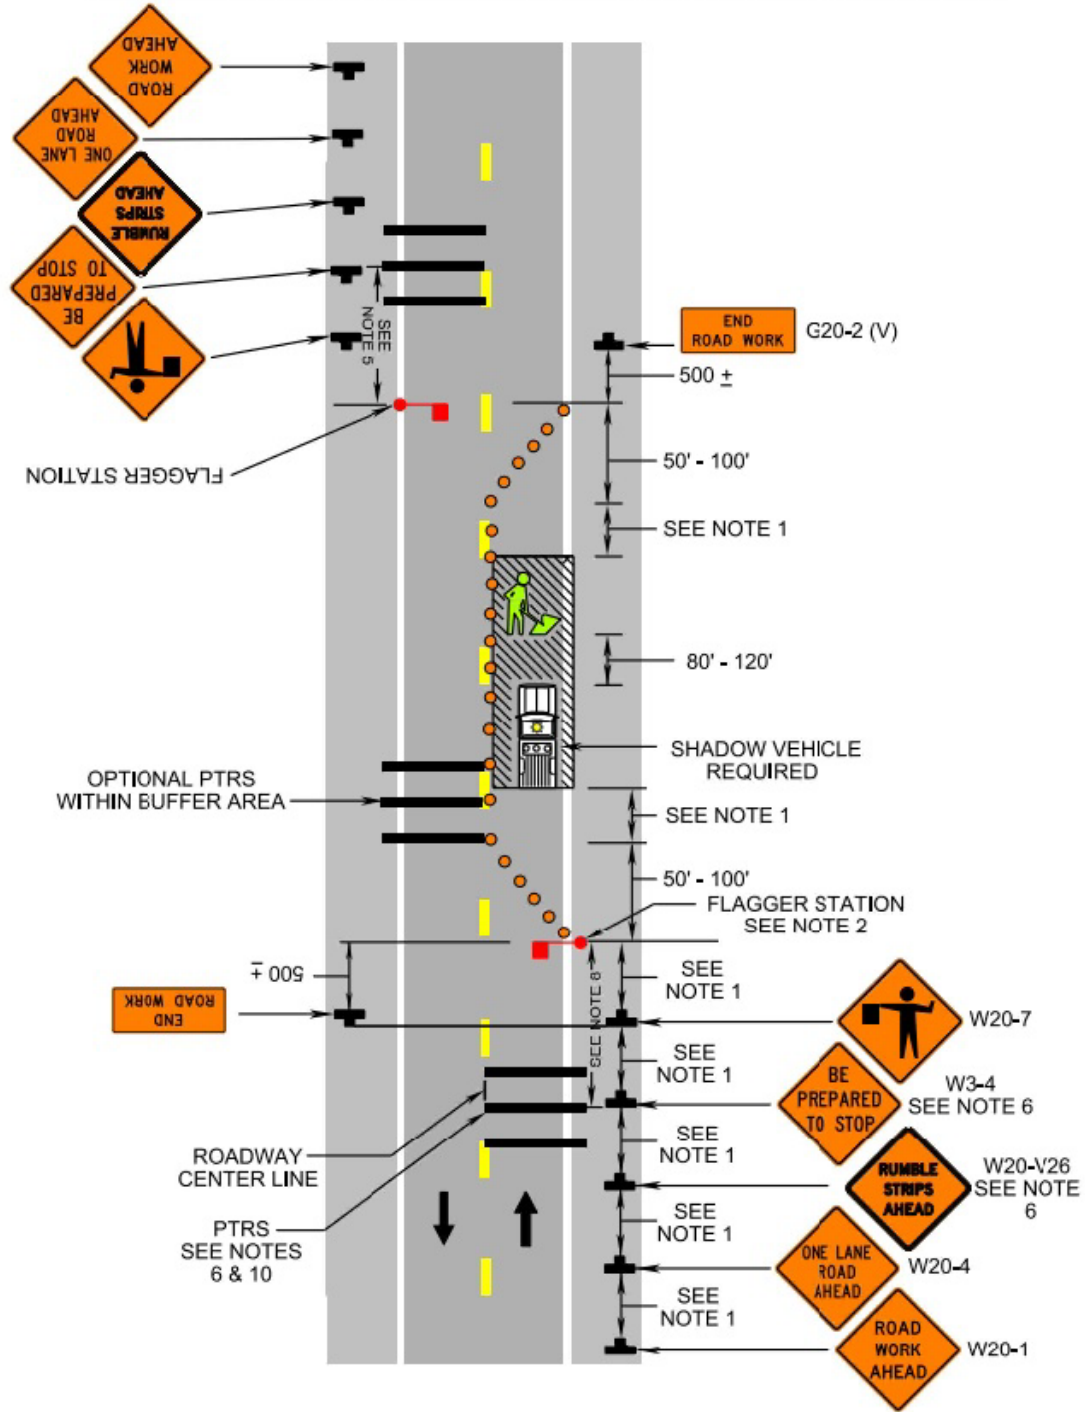 ROAD
WORK
AHEAD
ONE LANE
ROAD
AHEAD
RUMBLE
STRIPS
AHEAD
BE
PREPARED
TO STOP
SEE
NOTE 5
FLAGGER STATION
END
ROAD WORK
G20-2 (V)
500 ±
50' - 100'
SEE NOTE 1
80' - 120'
SHADOW VEHICLE
REQUIRED
OPTIONAL PTRS
WITHIN BUFFER AREA
SEE NOTE 1
50' - 100'
FLAGGER STATION
SEE NOTE 2
500 ±
END
ROAD WORK
SEE NOTE 8
SEE
NOTE 1
W20-7
SEE
NOTE 1
BE
PREPARED
TO STOP
W3-4
SEE NOTE 6
SEE
NOTE 1
RUMBLE
STRIPS
AHEAD
W20-V26
SEE NOTE
6
ROADWAY
CENTER LINE
PTRS
SEE NOTES
6 & 10
SEE
NOTE 1
ONE LANE
ROAD
AHEAD
W20-4
SEE
NOTE 1
ROAD
WORK
AHEAD
W20-1